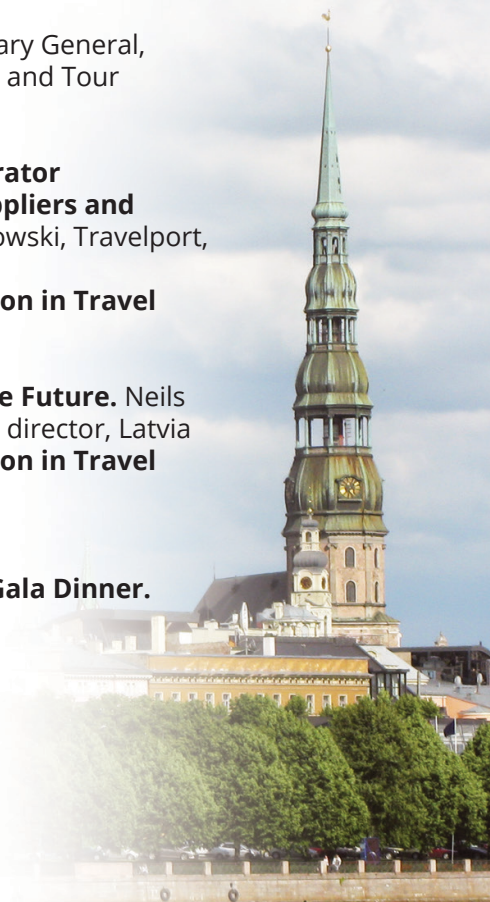 ary General,
and Tour
rator
pliers and
owski, Travelport,
on in Travel
e Future. Neils
director, Latvia
on in Travel
Gala Dinner.